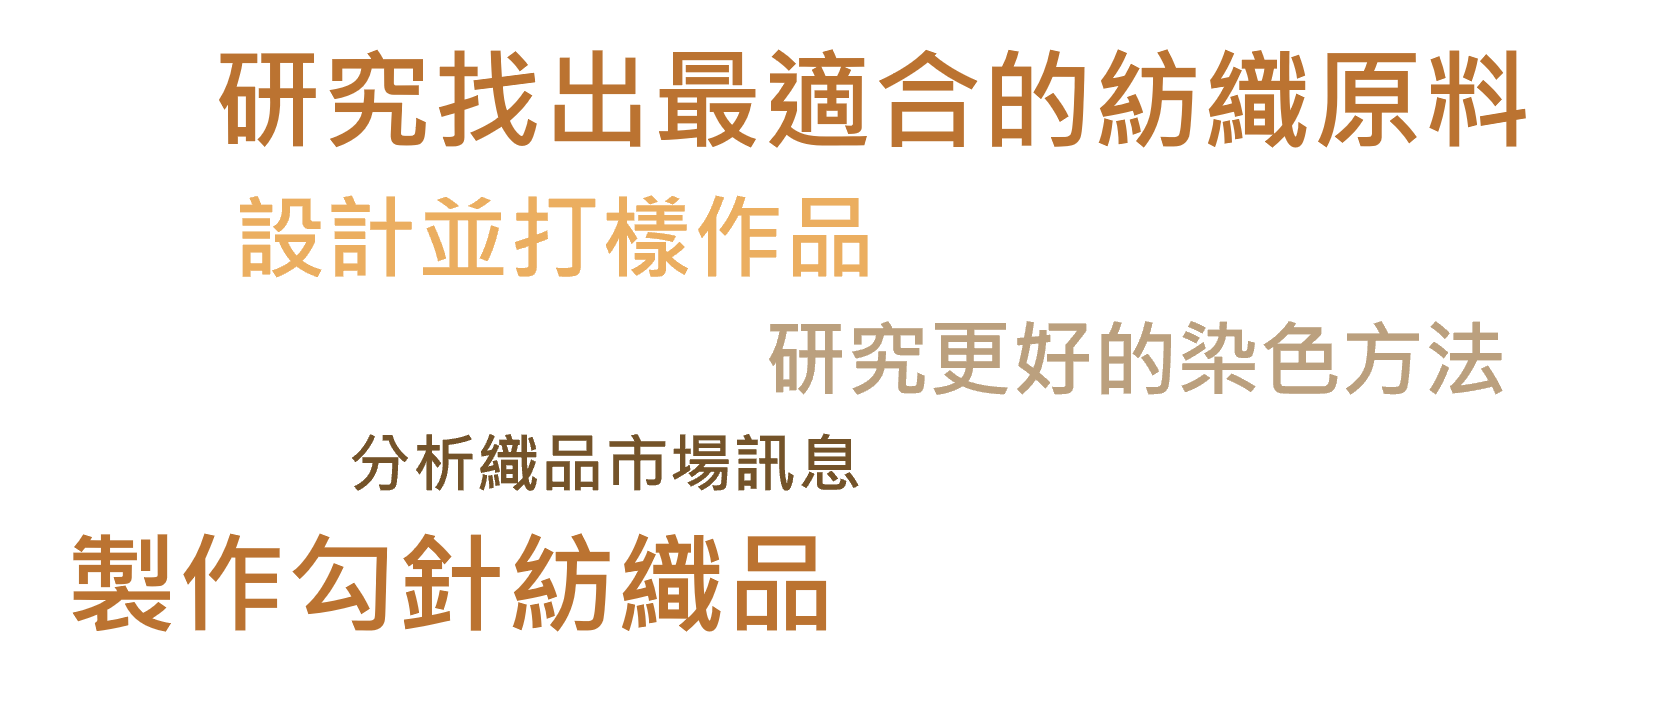 研究找出最適合的紡織原料
設計並打樣作品
研究更好的染色方法
分析織品市場訊息
製作勾針紡織品